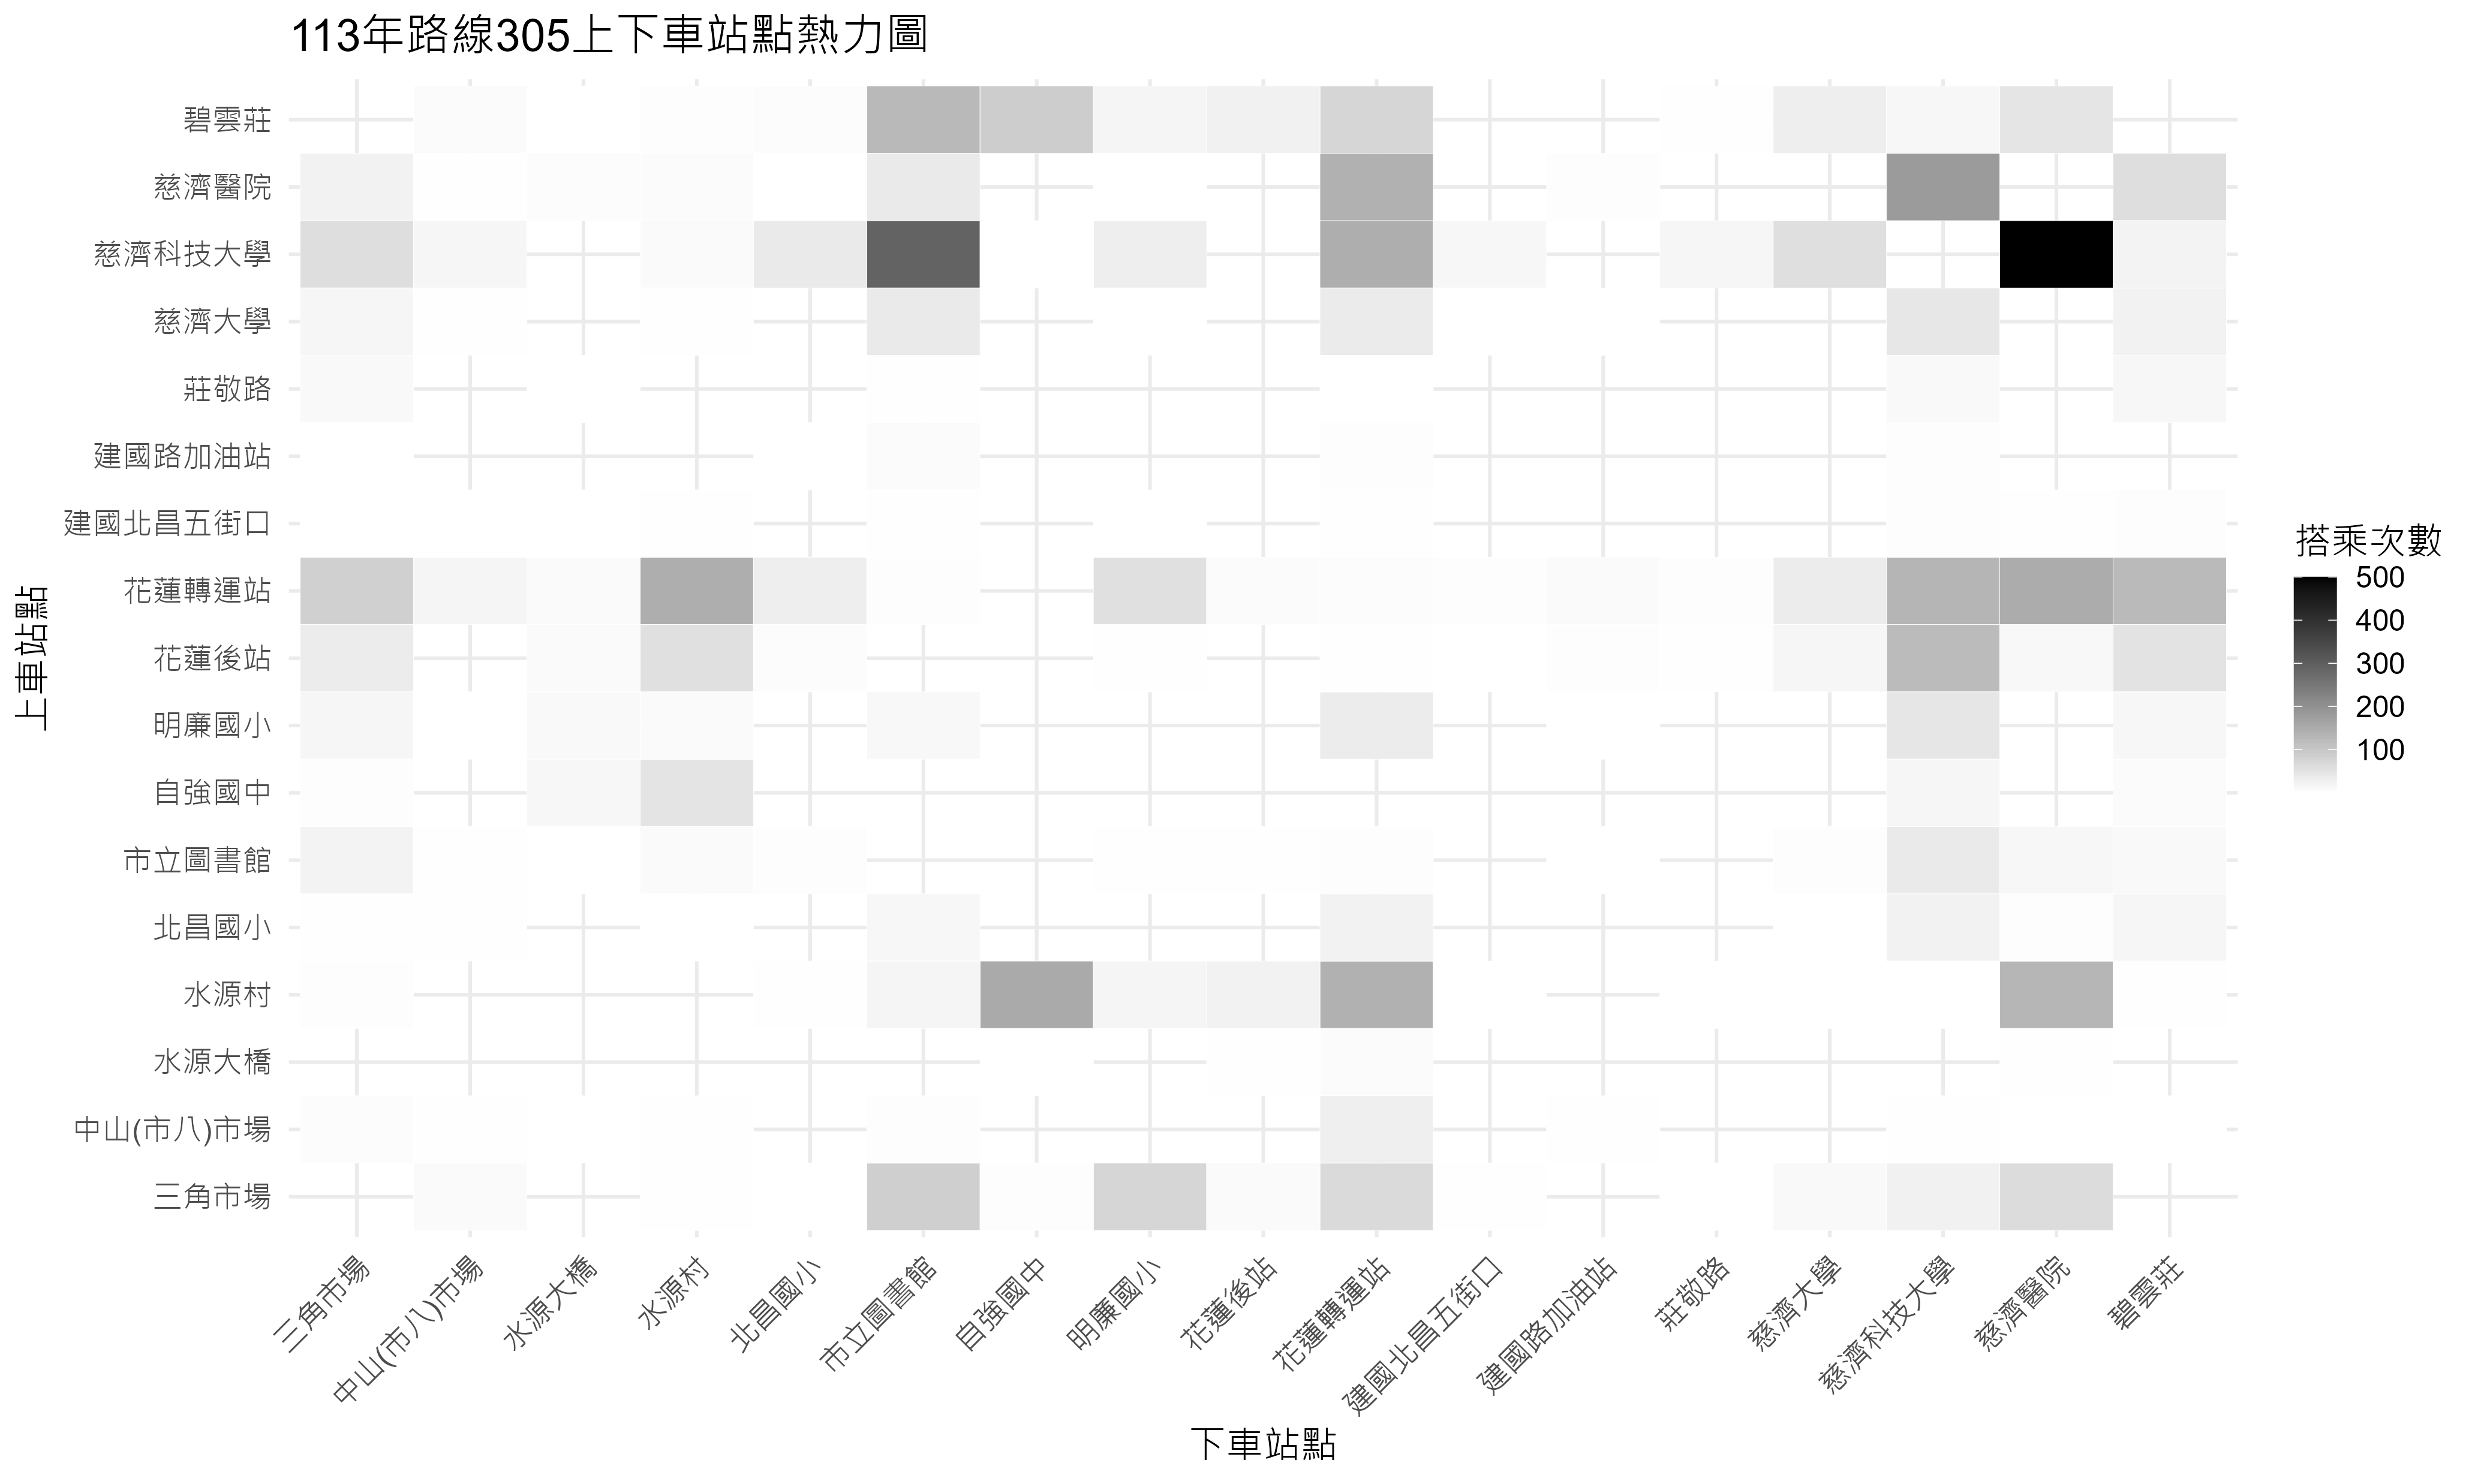 113年路線305上下車站點熱力圖
碧雲莊
慈濟醫院
慈濟科技大學
慈濟大學
莊敬路
建國路加油站
建國北昌五街口
花蓮轉運站
花蓮後站
明廉國小
自強國中
市立圖書館
北昌國小
水源村
水源大橋
中山(市八)市場
三角市場
上車站點
三角市場
中山(市八)市場
水源大橋
水源村
北昌國小
市立圖書館
自強國中
明廉國小
花蓮後站
花蓮轉運站
建國北昌五街口
建國路加油站
莊敬路
慈濟大學
慈濟科技大學
慈濟醫院
碧雲莊
下車站點
搭乘次數
500
400
300
200
100